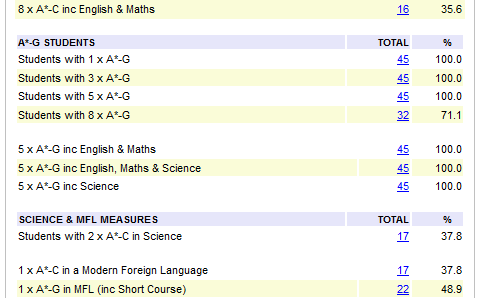 8 x A*-C inc English & Maths 16 35.6
A*-G STUDENTS TOTAL %
Students with 1 x A*-G 45 100.0
Students with 3 x A*-G 45 100.0
Students with 5 x A*-G 45 100.0
Students with 8 x A*-G 32 71.1
5 x A*-G inc English & Maths 45 100.0
5 x A*-G inc English, Maths & Science 45 100.0
5 x A*-G inc Science 45 100.0
SCIENCE & MFL MEASURES TOTAL %
Students with 2 x A*-C in Science 17 37.8
1 x A*-C in a Modern Foreign Language 17 37.8
1 x A*-G in MFL (inc Short Course) 22 48.9